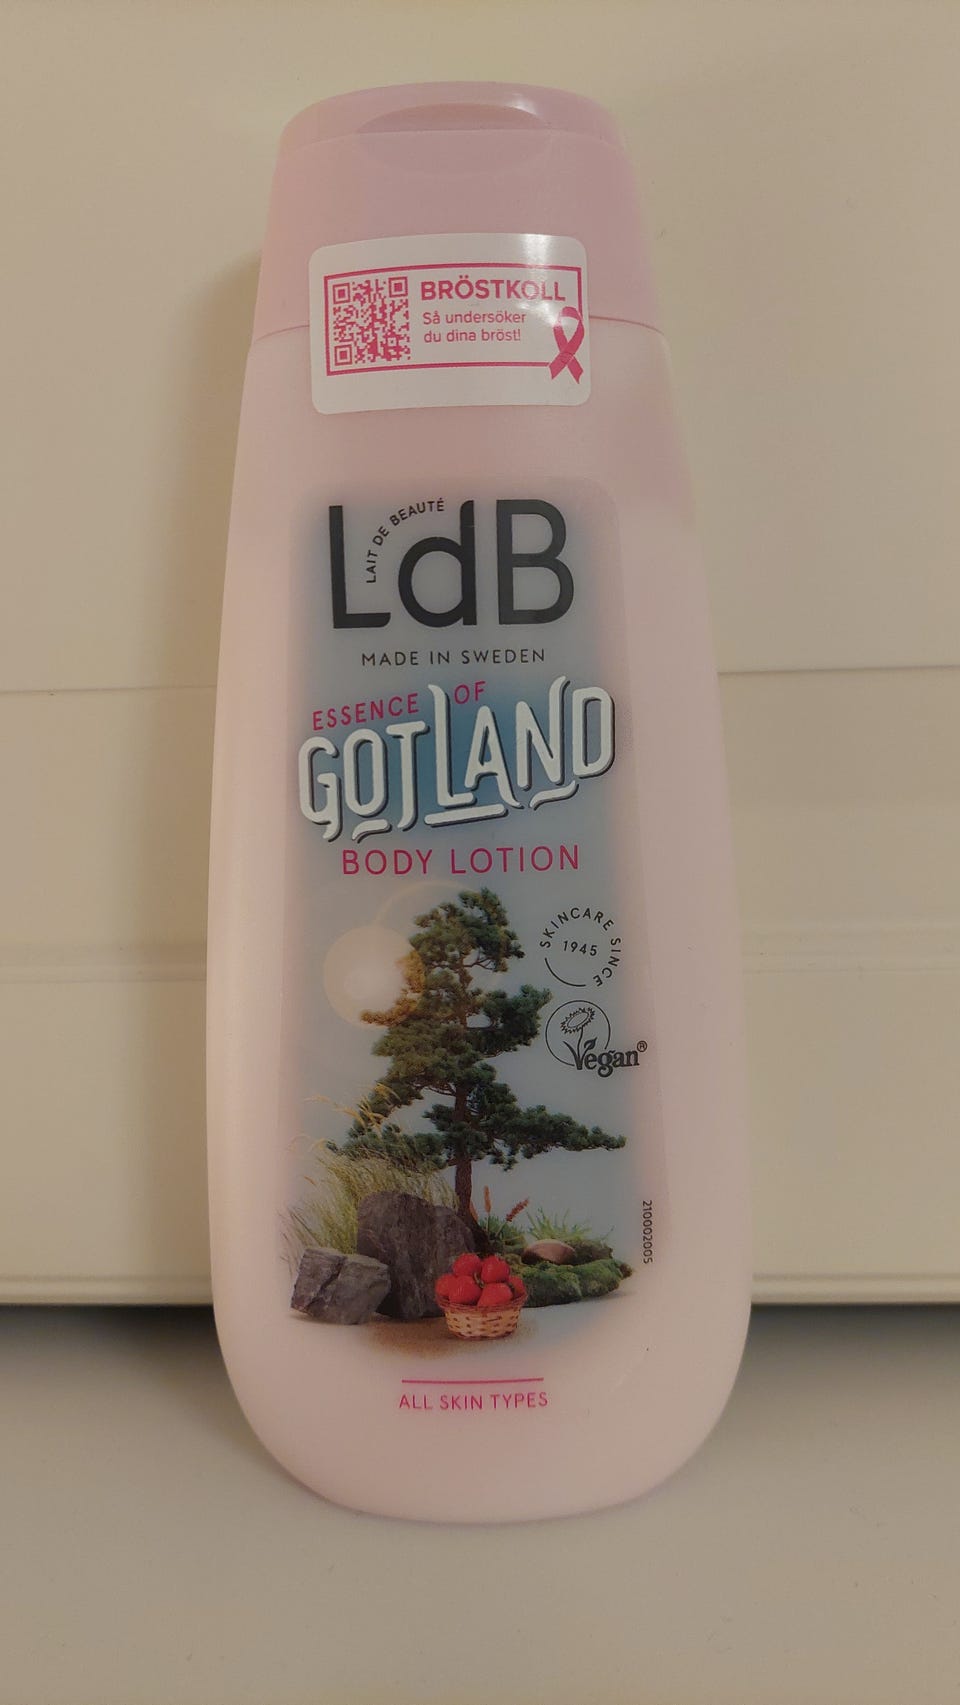 BRÖSTKOLL
Så undersöker
du dina bröst!
LAIT DE BEAUTÉ
LdB
MADE IN SWEDEN
ESSENCE OF
GOTLAND
BODY LOTION
SKINCARE SINCE
1945
Vegan®
210002005
ALL SKIN TYPES